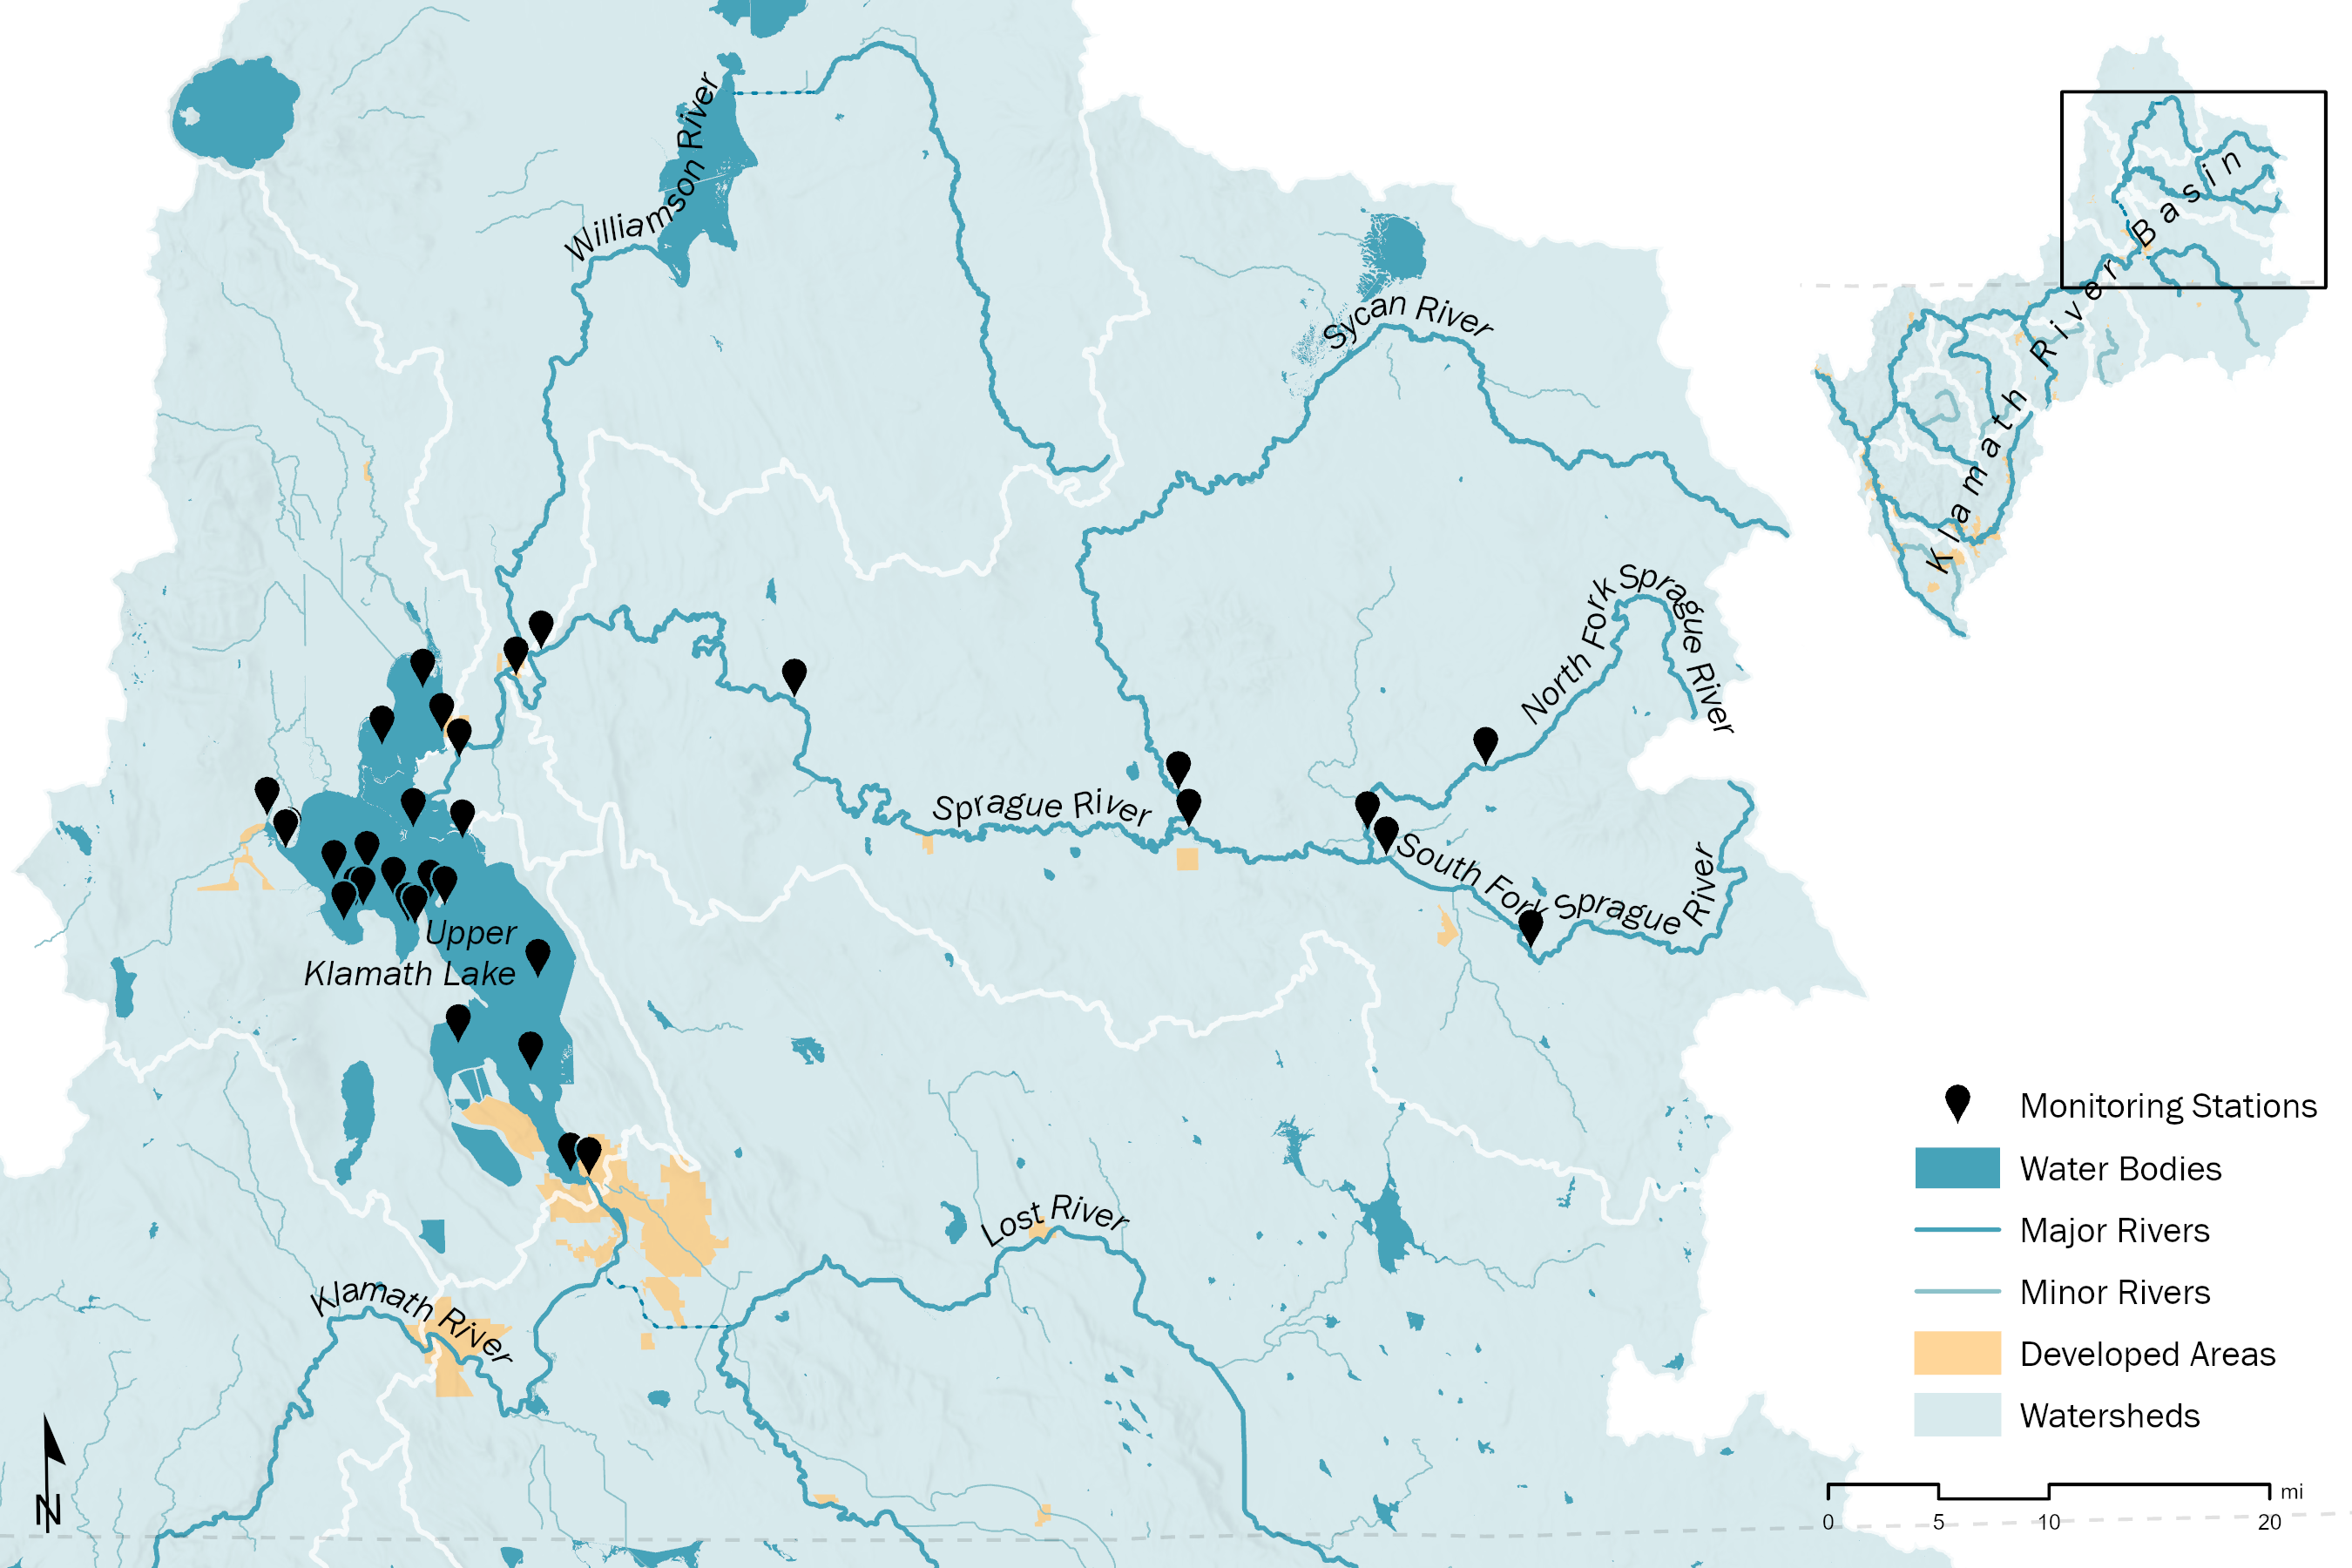 Williamson River
Sycan River
North Fork Sprague River
Sprague River
South Fork Sprague River
Upper
Klamath Lake
Lost River
Klamath River
Klamath River Basin
Monitoring Stations
Water Bodies
Major Rivers
Minor Rivers
Developed Areas
Watersheds
N
mi
0 5 10 20